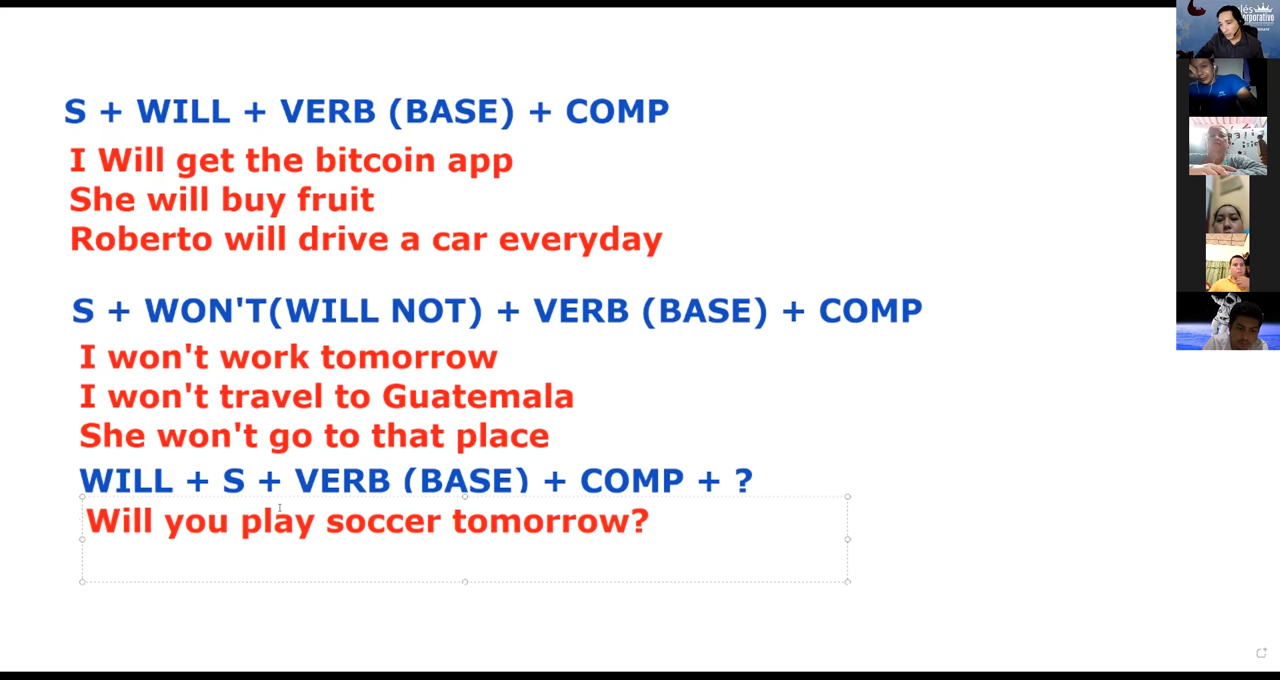 S + WILL + VERB (BASE) + COMP
I Will get the bitcoin app
She will buy fruit
Roberto will drive a car everyday
S + WON'T(WILL NOT) + VERB (BASE) + COMP
I won't work tomorrow
I won't travel to Guatemala
She won't go to that place
WILL + S + VERB (BASE) + COMP + ?
Will you play soccer tomorrow?